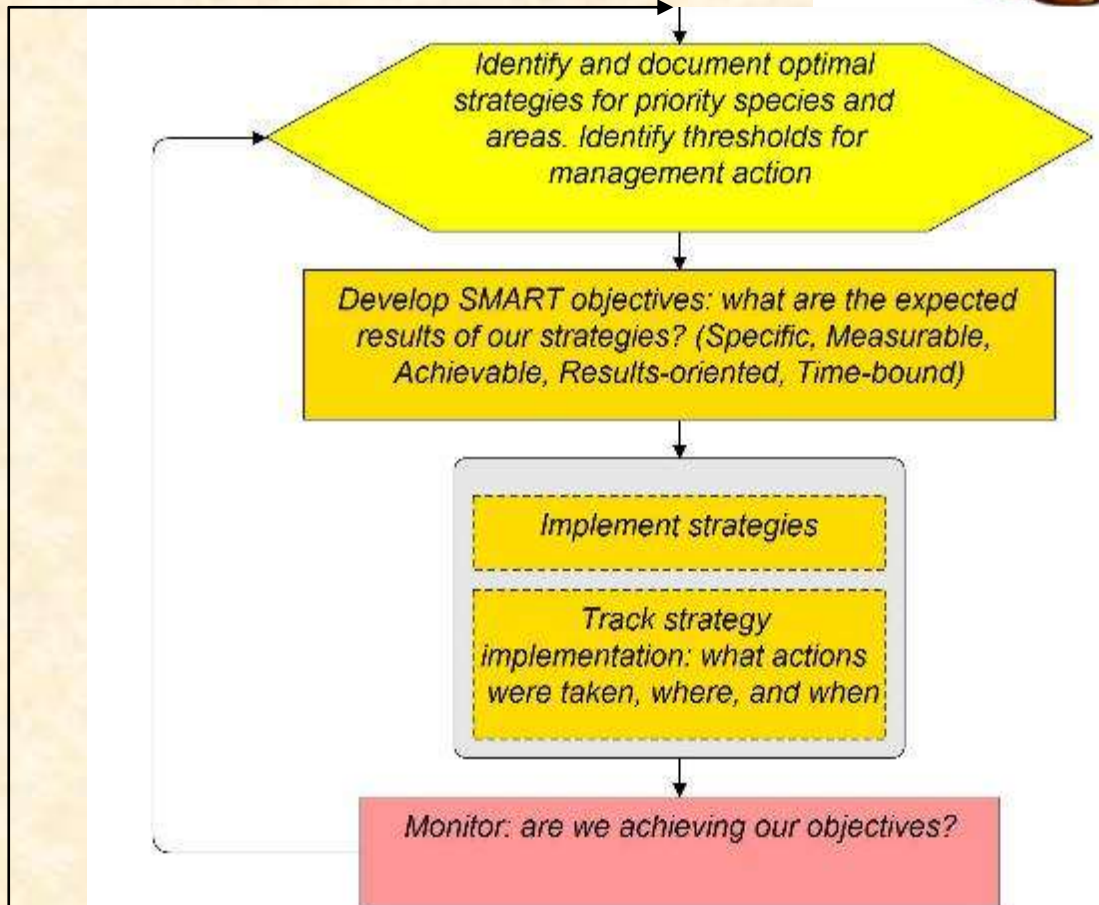 Identify and document optimal
strategies for priority species and
areas. Identify thresholds for
management action
Develop SMART objectives: what are the expected
results of our strategies? (Specific, Measurable,
Achievable, Results-oriented, Time-bound)
Implement strategies
Track strategy
implementation: what actions
were taken, where, and when
Monitor: are we achieving our objectives?